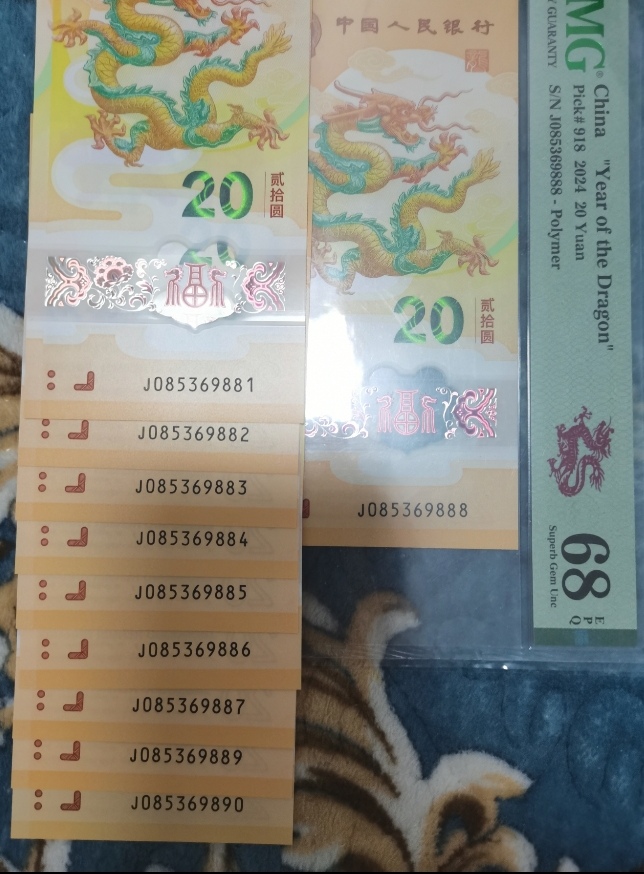 20
贰拾圆
福
J085369881
J085369882
J085369883
J085369884
J085369885
J085369886
J085369887
J085369889
J085369890
中国人民银行
20
贰拾圆
福
J085369888
MG
Y GUARANTY
China "Year of the Dragon"
Pick# 918 2024 20 Yuan
S/N J085369888 - Polymer
68
EPQ
Superb Gem Unc